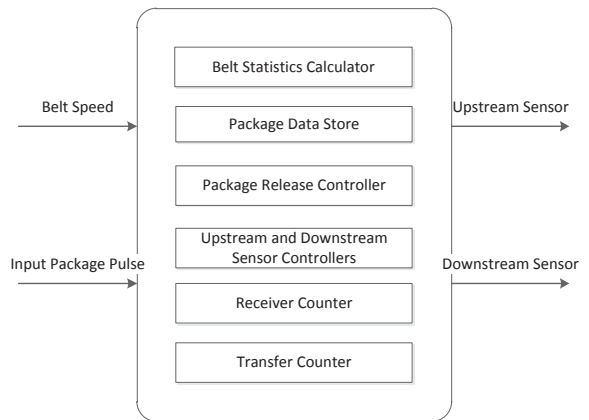 Belt Statistics Calculator
Belt Speed
Package Data Store
Upstream Sensor
Package Release Controller
Upstream and Downstream
Sensor Controllers
Input Package Pulse
Downstream Sensor
Receiver Counter
Transfer Counter